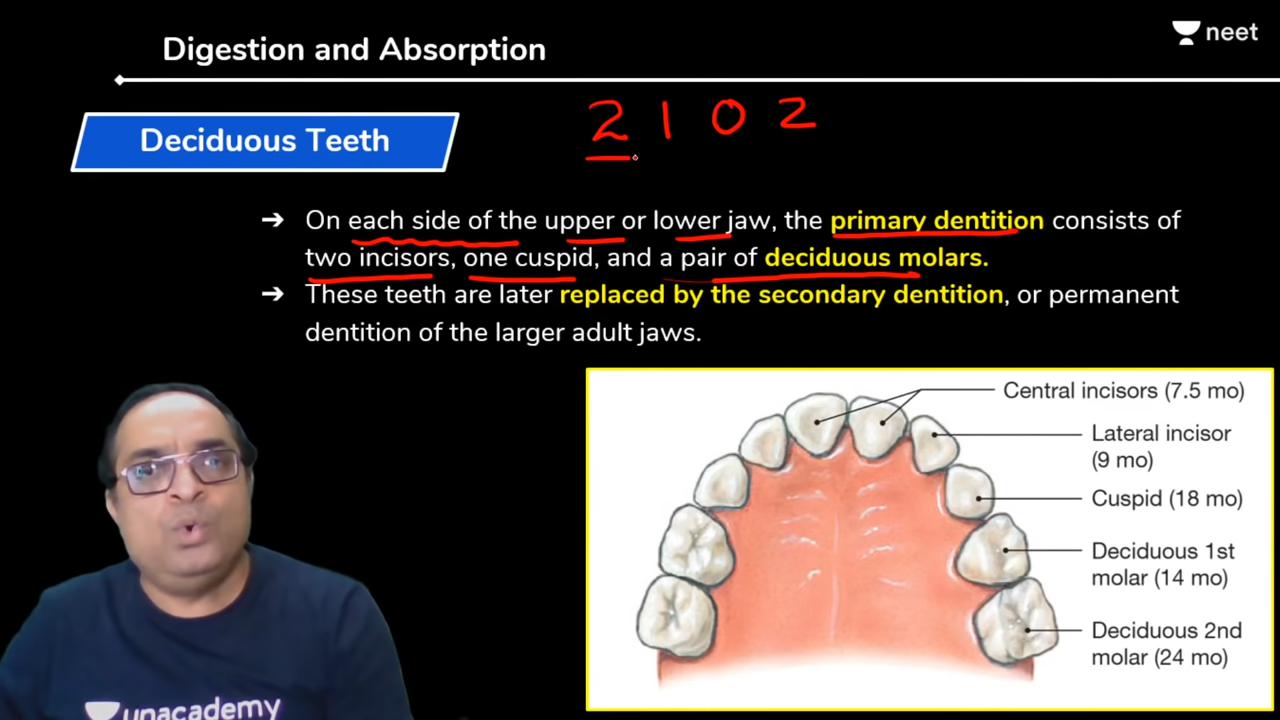 Digestion and Absorption
neet
2 1 0 2
Deciduous Teeth
→ On each side of the upper or lower jaw, the primary dentition consists of
two incisors, one cuspid, and a pair of deciduous molars.
→ These teeth are later replaced by the secondary dentition, or permanent
dentition of the larger adult jaws.
Central incisors (7.5 mo)
Lateral incisor
(9 mo)
Cuspid (18 mo)
Deciduous 1st
molar (14 mo)
Deciduous 2nd
molar (24 mo)
unacademy